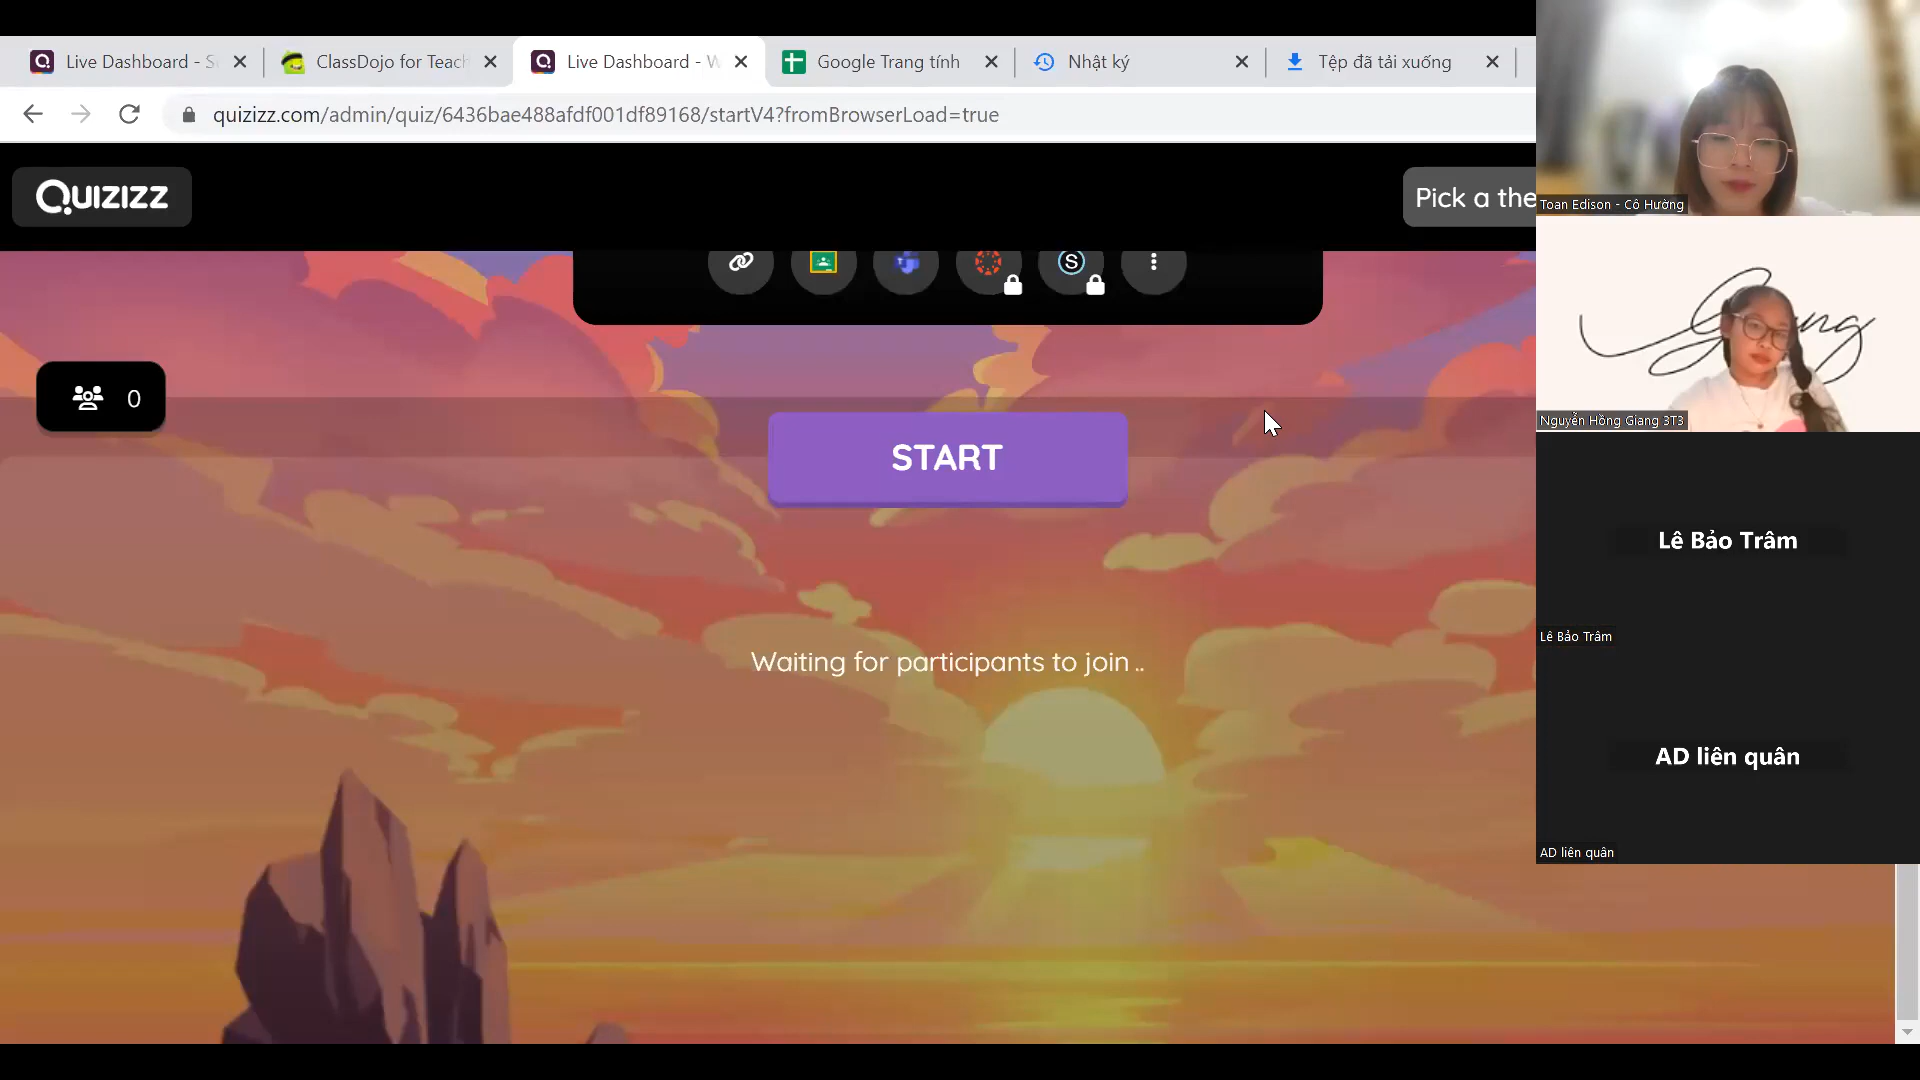 Live Dashboard - S
ClassDojo for Teach
Live Dashboard - W
Google Trang tính
Nhật ký
Tệp đã tải xuống
quizizz.com/admin/quiz/6436bae488afdf001df89168/startV4?fromBrowserLoad=true
QUIZIZZ
Pick a the
0
START
Waiting for participants to join ..
Toan Edison - Cô Hường
Giang
Nguyễn Hồng Giang 3T3
Lê Bảo Trâm
Lê Bảo Trâm
AD liên quân
AD liên quân